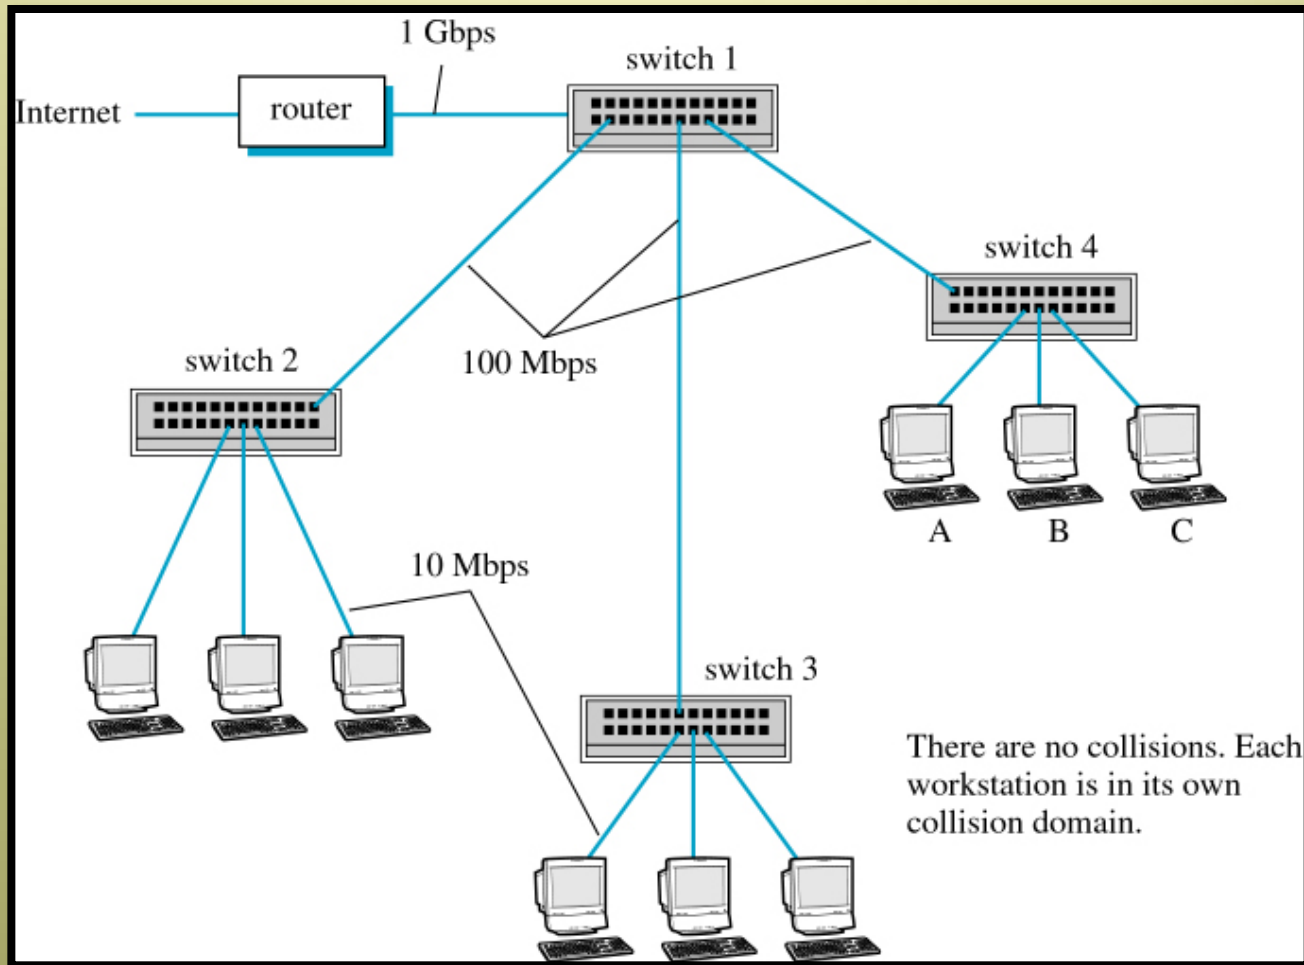 1 Gbps
switch 1
Internet
router
switch 4
switch 2
100 Mbps
A
B
C
10 Mbps
switch 3
There are no collisions. Each
workstation is in its own
collision domain.